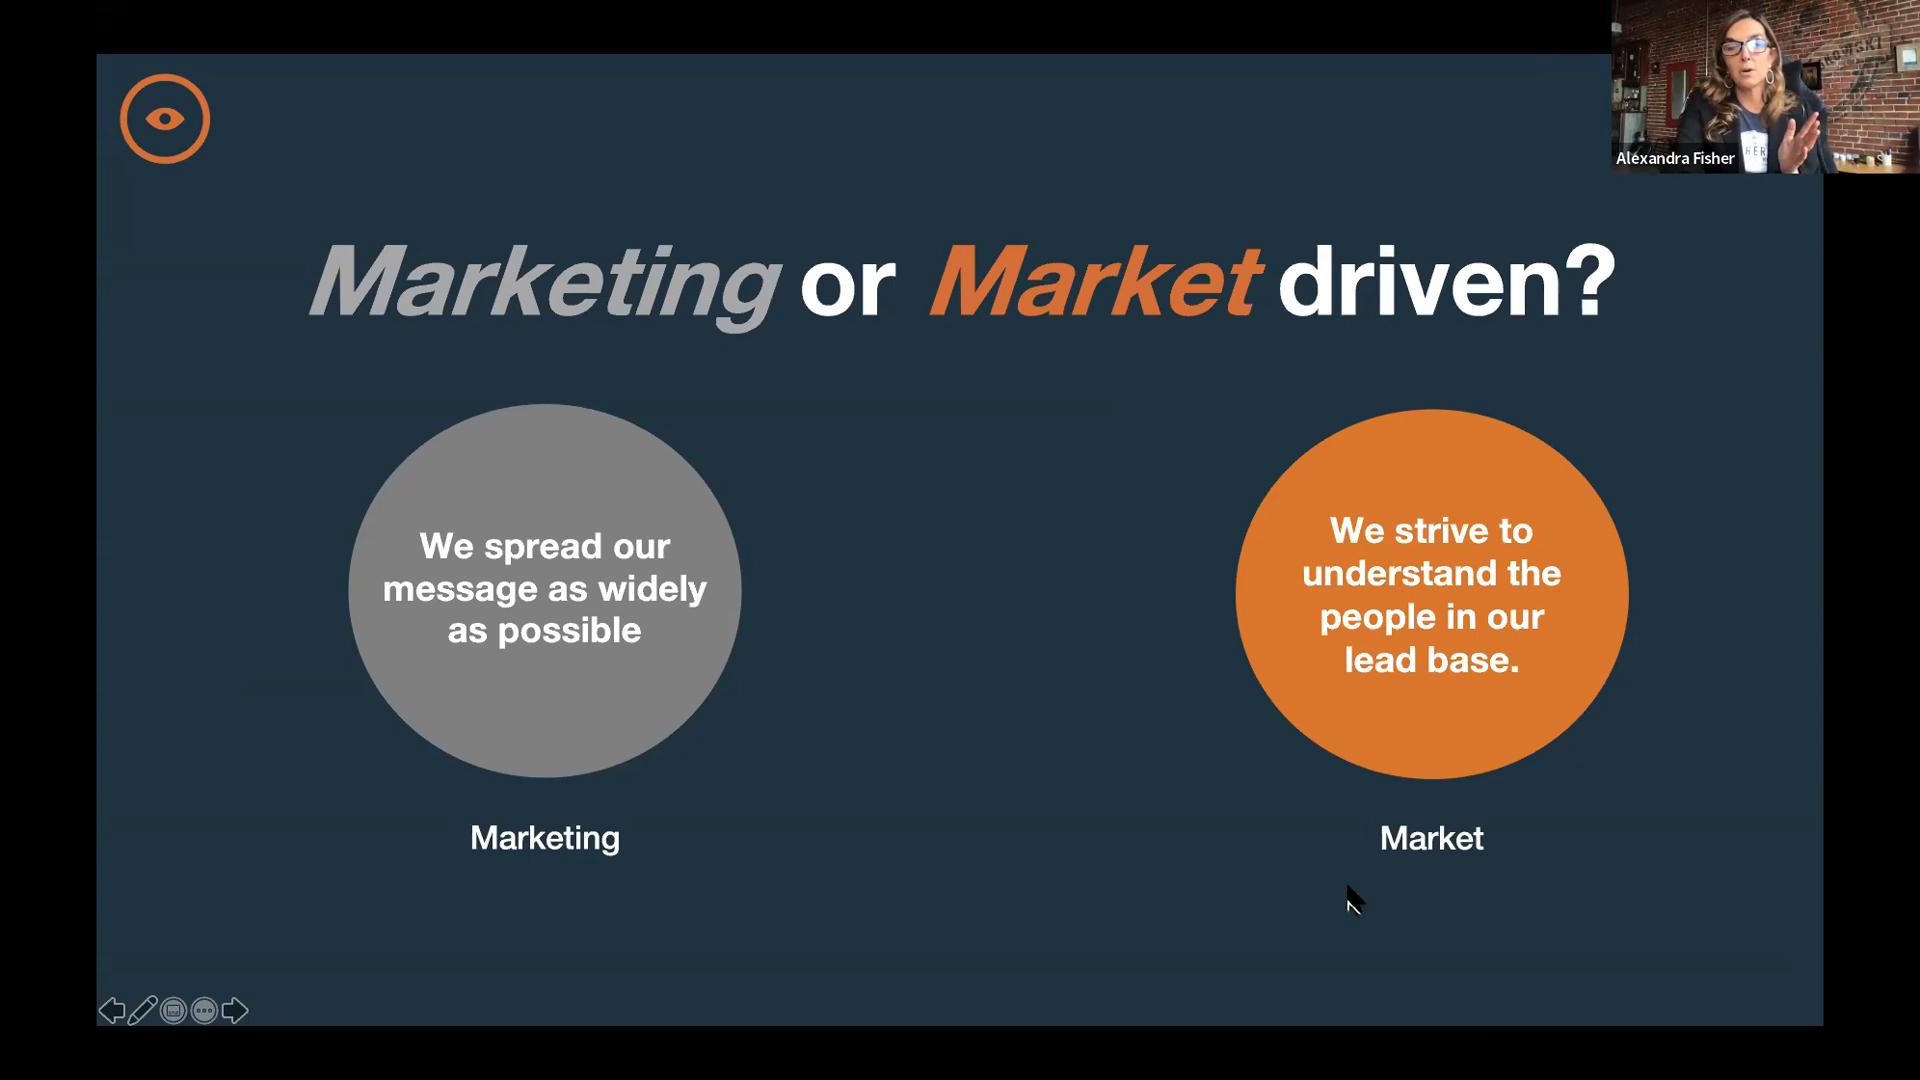 Marketing or Market driven?
We spread our
message as widely
as possible
Marketing
We strive to
understand the
people in our
lead base.
Market
Alexandra Fisher
HER